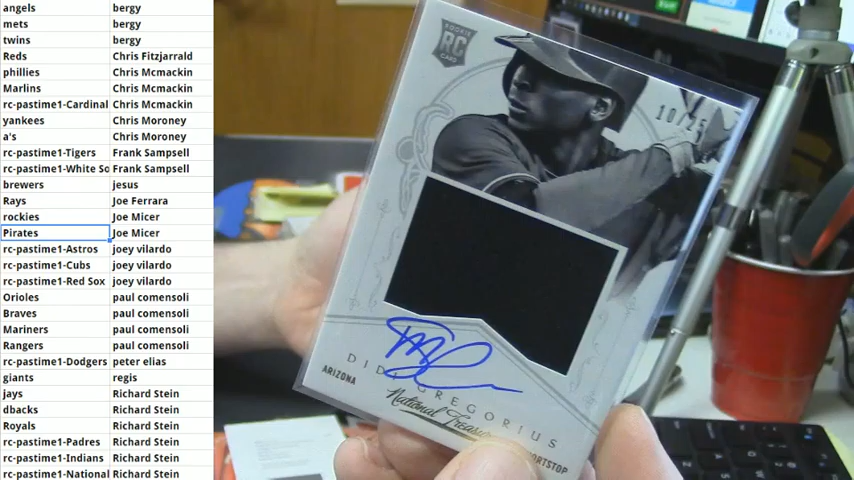 angels bergy
mets bergy
twins bergy
Reds Chris Fitzjarrald
phillies Chris Mcmackin
Marlins Chris Mcmackin
rc-pastime1-Cardinal Chris Mcmackin
yankees Chris Moroney
a's Chris Moroney
rc-pastime1-Tigers Frank Sampsell
rc-pastime1-White So Frank Sampsell
brewers jesus
Rays Joe Ferrara
rockies Joe Micer
Pirates Joe Micer
rc-pastime1-Astros joey vilardo
rc-pastime1-Cubs joey vilardo
rc-pastime1-Red Sox joey vilardo
Orioles paul comensoli
Braves paul comensoli
Mariners paul comensoli
Rangers paul comensoli
rc-pastime1-Dodgers peter elias
giants regis
jays Richard Stein
dbacks Richard Stein
Royals Richard Stein
rc-pastime1-Padres Richard Stein
rc-pastime1-Indians Richard Stein
rc-pastime1-National Richard Stein
ROOKIE
RC
CARD
10/25
DIDI GREGORIUS
ARIZONA
National Treas
ORTSTOP